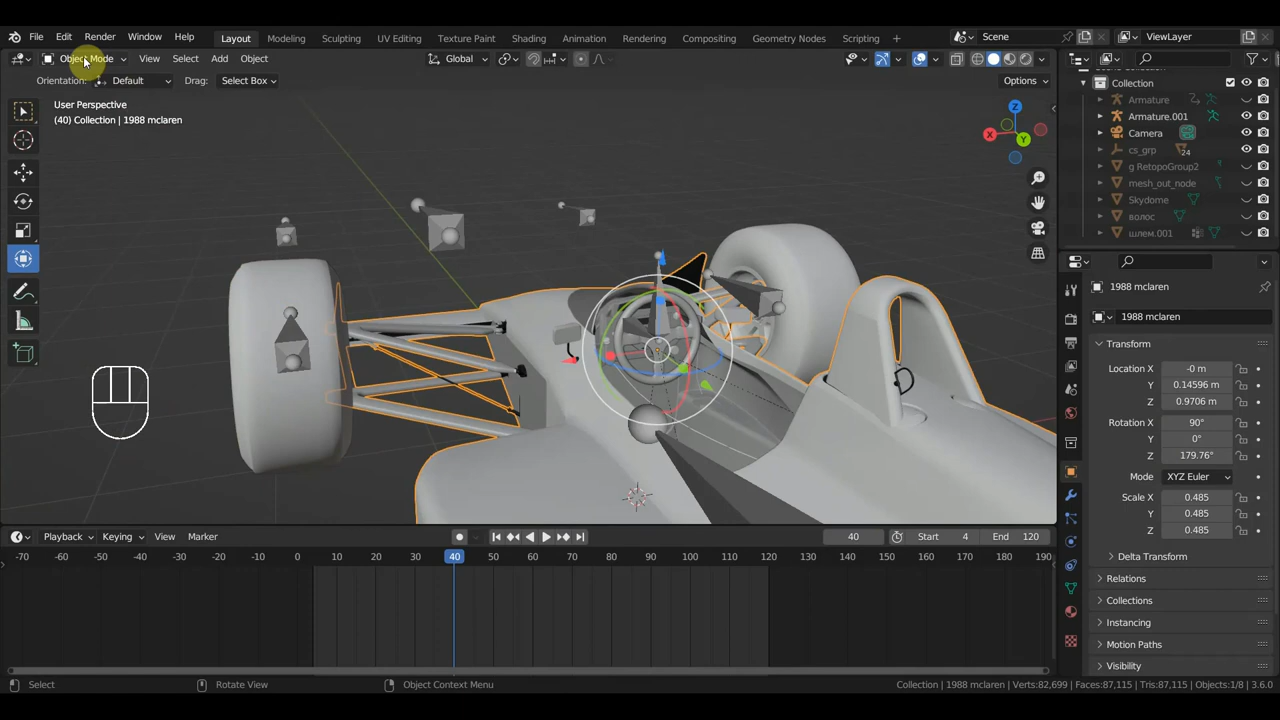 File Edit Render Window Help Layout Modeling Sculpting UV Editing Texture Paint Shading Animation Rendering Compositing Geometry Nodes Scripting + Scene ViewLayer
Object Mode View Select Add Object Global
Orientation: Default Drag: Select Box Options
User Perspective
(40) Collection | 1988 mclaren
X
Y
Z
Collection
Armature
Armature.001
Camera
cs_grp 24
g RetopoGroup2
mesh_out_node
Skydome
волос
шлем.001
1988 mclaren
1988 mclaren
Transform
Location X -0 m
Y 0.14596 m
Z 0.9706 m
Rotation X 90°
Y 0°
Z 179.76°
Mode XYZ Euler
Scale X 0.485
Y 0.485
Z 0.485
Delta Transform
Relations
Collections
Instancing
Motion Paths
Visibility
Playback Keying View Marker 40 Start 4 End 120
-70 -60 -50 -40 -30 -20 -10 0 10 20 30 40 50 60 70 80 90 100 110 120 130 140 150 160 170 180 190
Select Rotate View Object Context Menu Collection | 1988 mclaren | Verts:82,699 | Faces:87,115 | Tris:87,115 | Objects:1/8 | 3.6.0